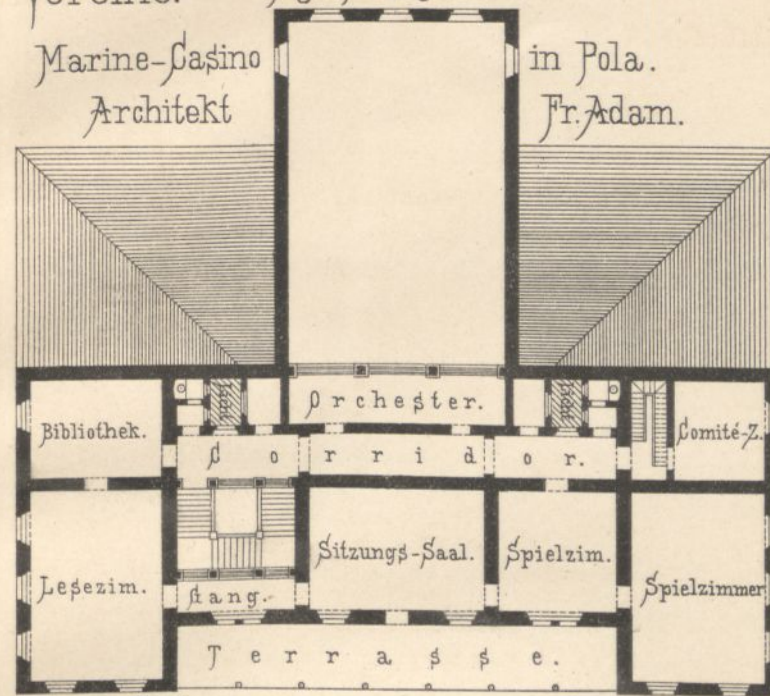 Marine-Casino in Pola.
Architekt Fr. Adam.
Orchester.
Bibliothek.
Comité-Z.
Corridor.
Sitzungs-Saal.
Spielzim.
Lesezim.
Spielzimmer
Gang.
Terrasse.